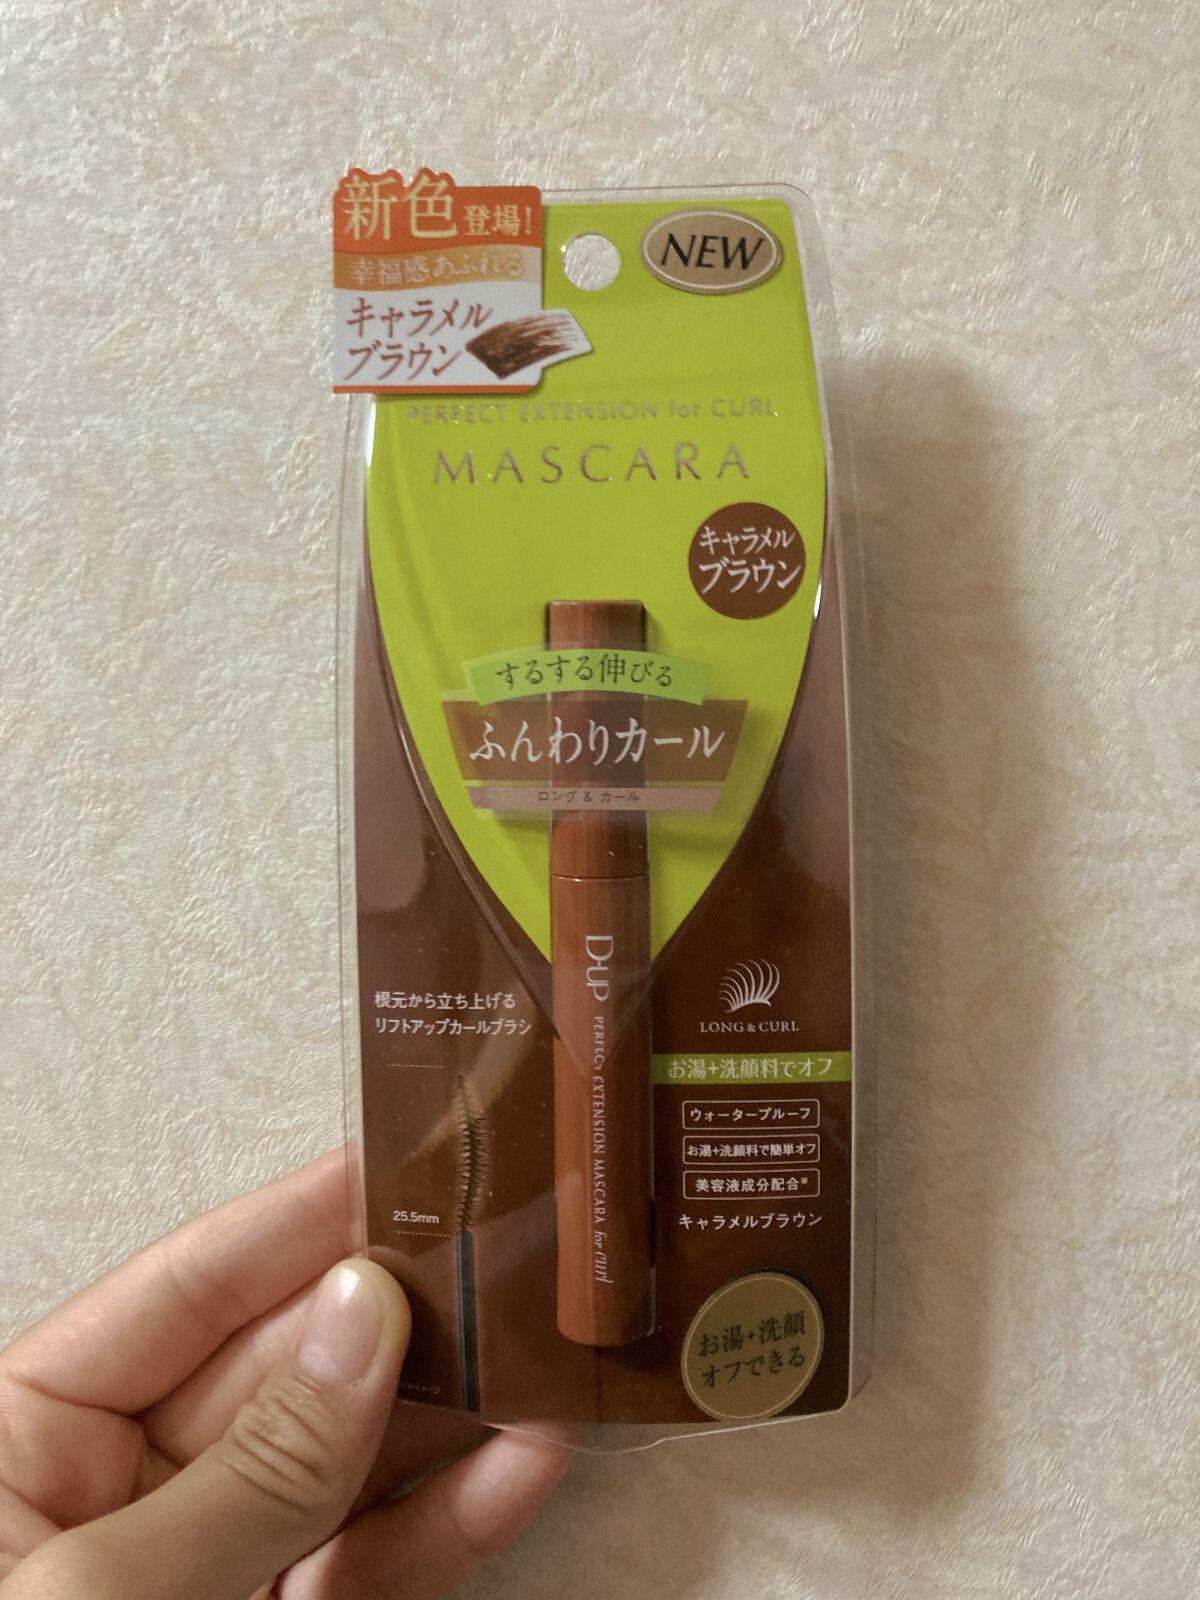 新色登場!
幸福感あふれる
キャラメル
ブラウン
NEW
PERFECT EXTENSION for CURL
MASCARA
キャラメル
ブラウン
するする伸びる
ふんわりカール
ロング & カール
D-UP PERFECT EXTENSION MASCARA for CURL
根元から立ち上げる
リフトアップカールブラシ
25.5mm
LONG & CURL
お湯+洗顔料でオフ
ウォータープルーフ
お湯+洗顔料で簡単オフ
美容液成分配合※
キャラメルブラウン
お湯+洗顔
オフできる